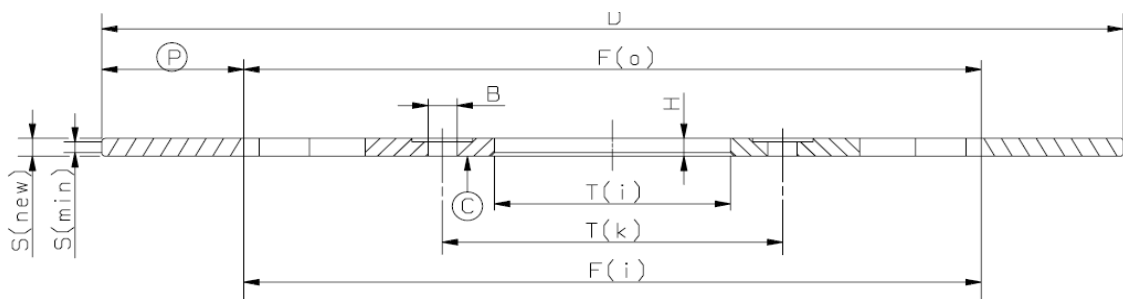 D
P
F(o)
B
H
S(new)
S(min)
C
T(i)
T(k)
F(i)